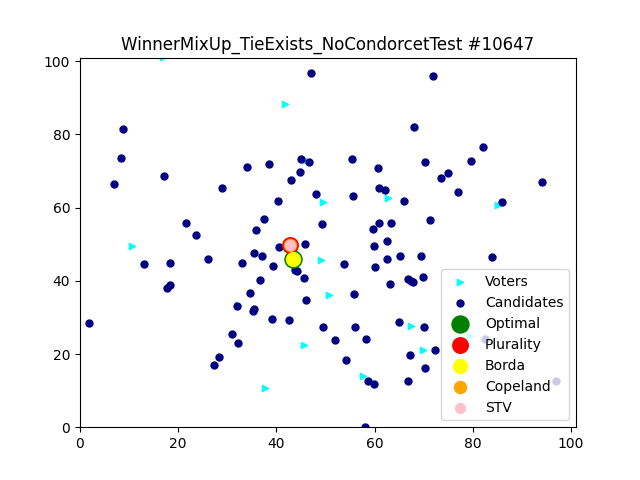 WinnerMixUp_TieExists_NoCondorcetTest #10647
100
80
60
40
20
0
0
20
40
60
80
100
Voters
Candidates
Optimal
Plurality
Borda
Copeland
STV